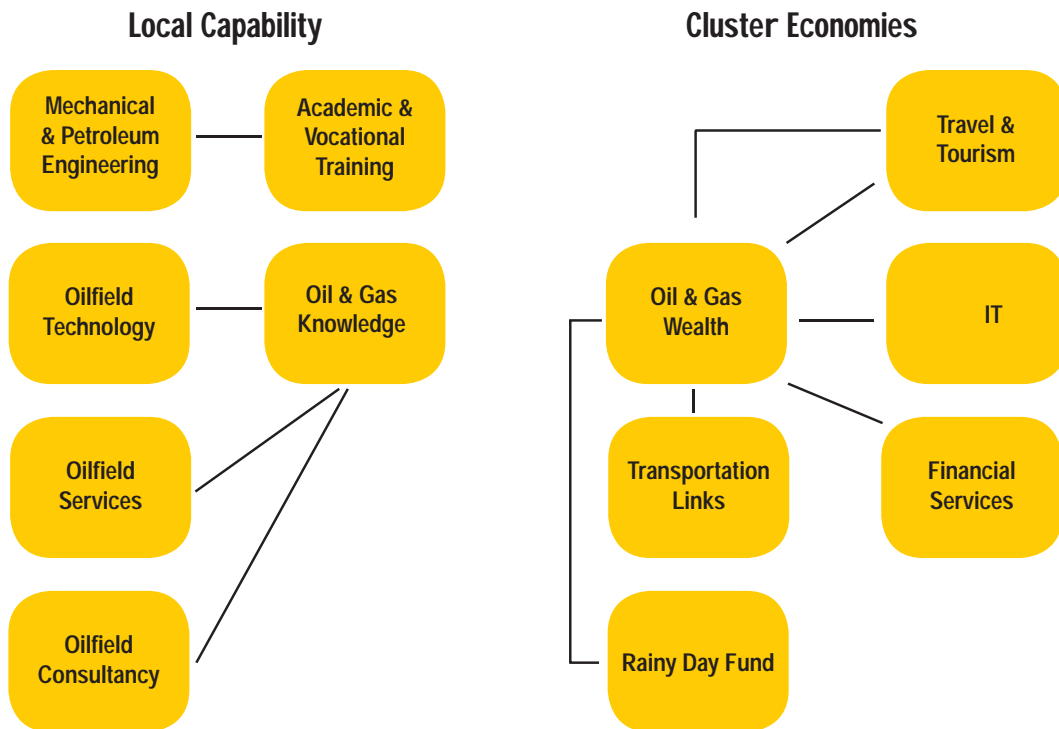 Local Capability
Mechanical
& Petroleum
Engineering
Academic &
Vocational
Training
Oilfield
Technology
Oil & Gas
Knowledge
Oilfield
Services
Oilfield
Consultancy
Cluster Economies
Travel &
Tourism
Oil & Gas
Wealth
IT
Transportation
Links
Financial
Services
Rainy Day Fund